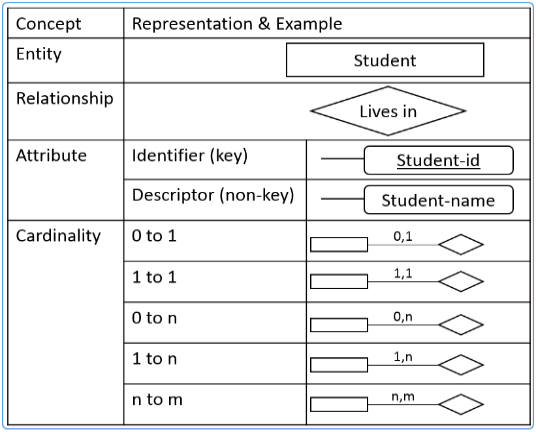 Concept Representation & Example
Entity Student
Relationship Lives in
Attribute Identifier (key) Student-id
Descriptor (non-key) Student-name
Cardinality 0 to 1 0,1
1 to 1 1,1
0 to n 0,n
1 to n 1,n
n to m n,m